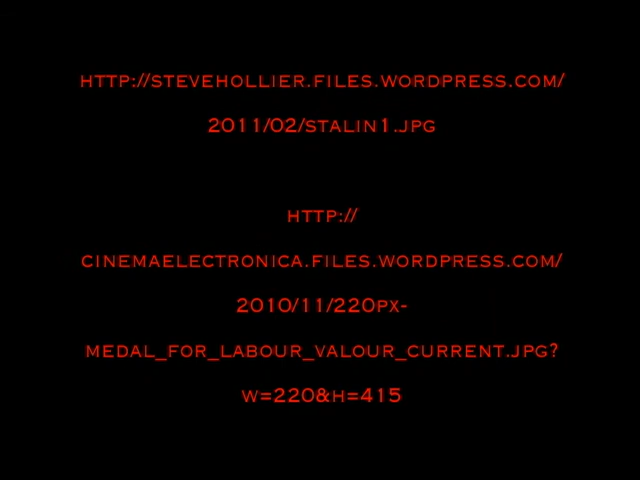 HTTP://STEVEHOLLIER.FILES.WORDPRESS.COM/
2011/02/STALIN1.JPG
HTTP://
CINEMAELECTRONICA.FILES.WORDPRESS.COM/
2010/11/220PX-
MEDAL_FOR_LABOUR_VALOUR_CURRENT.JPG?
W=220&H=415